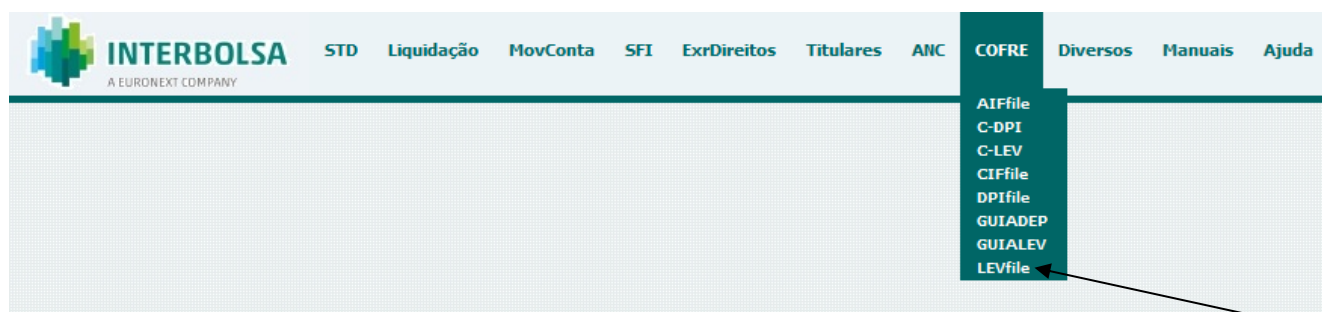 INTERBOLSA
A EURONEXT COMPANY
STD Liquidação MovConta SFI ExrDireitos Titulares ANC COFRE Diversos Manuais Ajuda
AIFfile
C-DPI
C-LEV
CIFfile
DPIfile
GUIADEP
GUIALEV
LEVfile